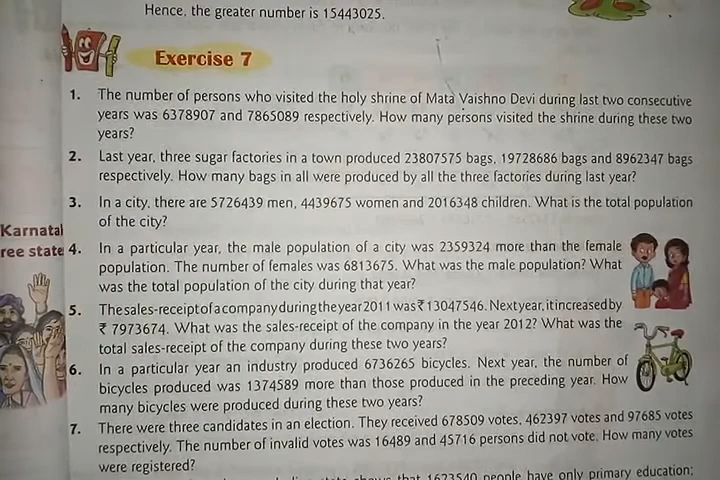 Hence, the greater number is 15443025.
Exercise 7
1. The number of persons who visited the holy shrine of Mata Vaishno Devi during last two consecutive
years was 6378907 and 7865089 respectively. How many persons visited the shrine during these two
years?
2. Last year, three sugar factories in a town produced 23807575 bags, 19728686 bags and 8962347 bags
respectively. How many bags in all were produced by all the three factories during last year?
3. In a city, there are 5726439 men, 4439675 women and 2016348 children. What is the total population
of the city?
Karnatal
ree state
4. In a particular year, the male population of a city was 2359324 more than the female
population. The number of females was 6813675. What was the male population? What
was the total population of the city during that year?
5. The sales-receipt of a company during the year 2011 was ₹ 13047546. Next year, it increased by
₹ 7973674. What was the sales-receipt of the company in the year 2012? What was the
total sales-receipt of the company during these two years?
6. In a particular year an industry produced 6736265 bicycles. Next year, the number of
bicycles produced was 1374589 more than those produced in the preceding year. How
many bicycles were produced during these two years?
7. There were three candidates in an election. They received 678509 votes, 462397 votes and 97685 votes
respectively. The number of invalid votes was 16489 and 45716 persons did not vote. How many votes
were registered?
shows that 1623540 people have only primary education;